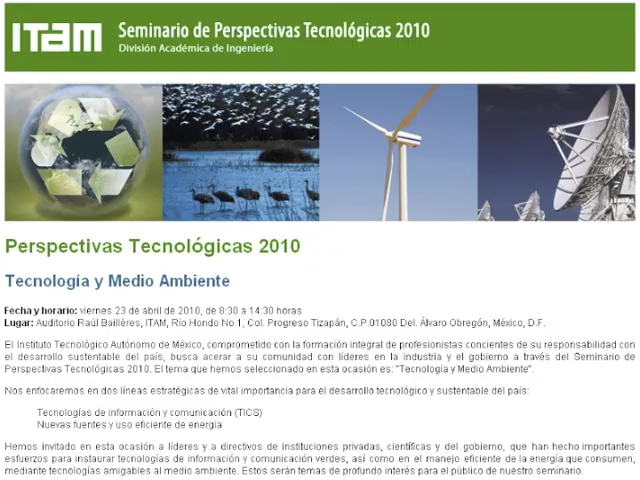 ITAM
Seminario de Perspectivas Tecnológicas 2010
División Académica de Ingeniería
Perspectivas Tecnológicas 2010
Tecnología y Medio Ambiente
Fecha y horario: viernes 23 de abril de 2010, de 8:30 a 14:30 horas
Lugar: Auditorio Raúl Baillères, ITAM, Río Hondo No.1, Col. Progreso Tizapán, C.P.01080 Del. Álvaro Obregón, México, D.F.
El Instituto Tecnológico Autónomo de México, comprometido con la formación integral de profesionistas concientes de su responsabilidad con
el desarrollo sustentable del país, busca acerar a su comunidad con líderes en la industria y el gobierno a través del Seminario de
Perspectivas Tecnológicas 2010. El tema que hemos seleccionado en esta ocasión es: "Tecnología y Medio Ambiente".
Nos enfocaremos en dos líneas estratégicas de vital importancia para el desarrollo tecnológico y sustentable del país:
Tecnologías de información y comunicación (TICS)
Nuevas fuentes y uso eficiente de energía
Hemos invitado en esta ocasión a líderes y a directivos de instituciones privadas, científicas y del gobierno, que han hecho importantes
esfuerzos para instaurar tecnologías de información y comunicación verdes, así como en el manejo eficiente de la energía que consumen,
mediante tecnologías amigables al medio ambiente. Estos serán temas de profundo interés para el público de nuestro seminario.